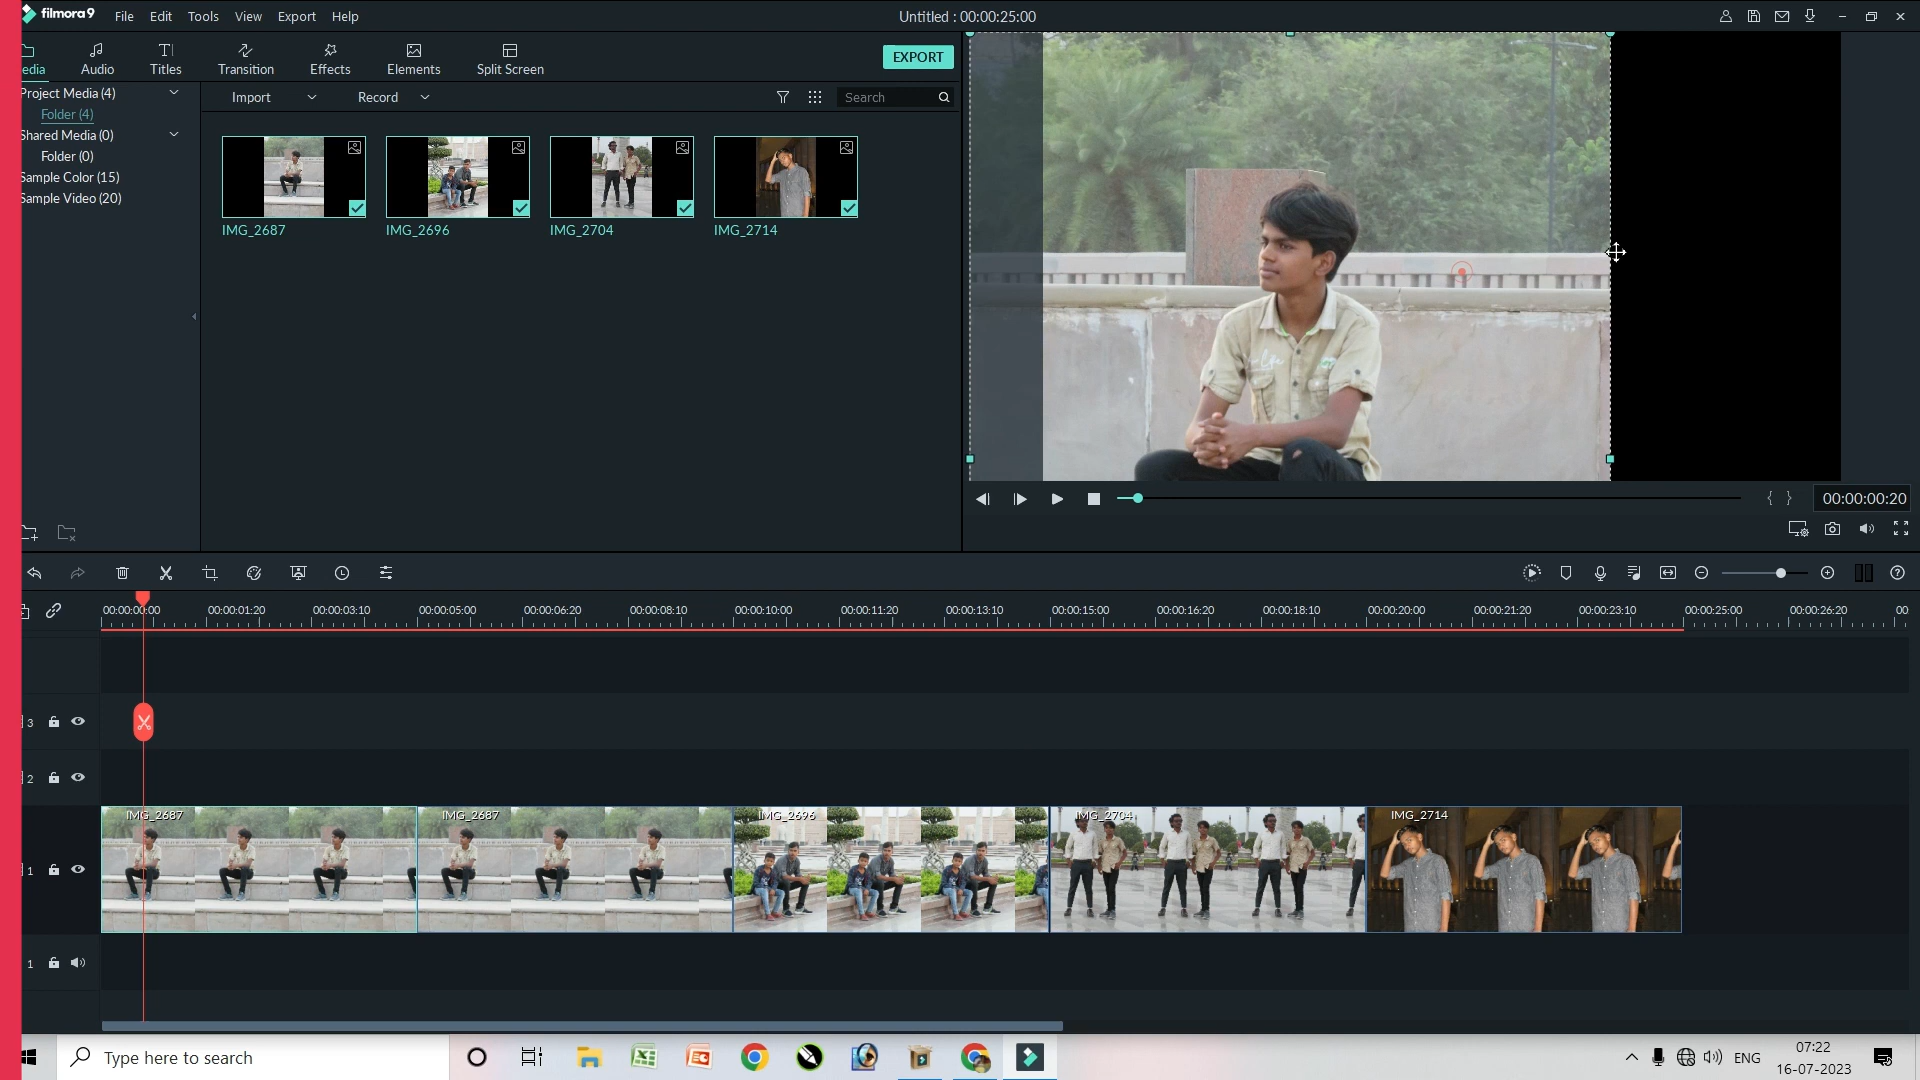 filmora9 File Edit Tools View Export Help Untitled : 00:00:25:00
edia Audio Titles Transition Effects Elements Split Screen EXPORT
Project Media (4)
Folder (4)
Shared Media (0)
Folder (0)
Sample Color (15)
Sample Video (20)
Import Record Search
IMG_2687 IMG_2696 IMG_2704 IMG_2714
00:00:00:20
00:00:00:00 00:00:01:20 00:00:03:10 00:00:05:00 00:00:06:20 00:00:08:10 00:00:10:00 00:00:11:20 00:00:13:10 00:00:15:00 00:00:16:20 00:00:18:10 00:00:20:00 00:00:21:20 00:00:23:10 00:00:25:00 00:00:26:20 00
3
2
IMG_2687 IMG_2687 IMG_2696 IMG_2704 IMG_2714
1
1
Type here to search
ENG
07:22
16-07-2023